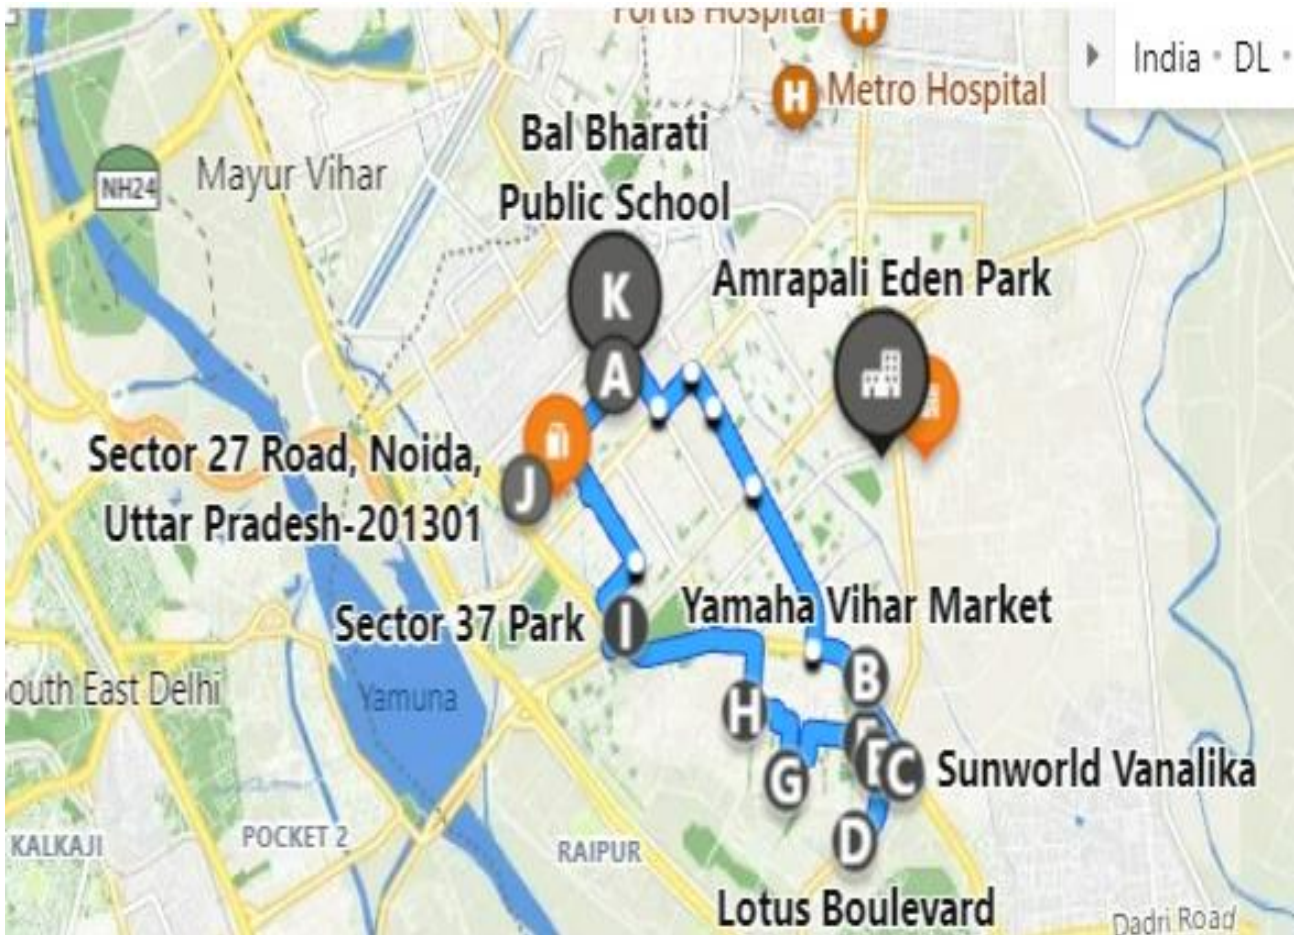 Fortis Hospital
India • DL •
Metro Hospital
Bal Bharati
Public School
NH24
Mayur Vihar
K
Amrapali Eden Park
A
Sector 27 Road, Noida,
Uttar Pradesh-201301
J
Sector 37 Park
I
Yamaha Vihar Market
B
South East Delhi
Yamuna
H
F
C
Sunworld Vanalika
G
D
KALKAJI
POCKET 2
RAIPUR
Lotus Boulevard
Dadri Road